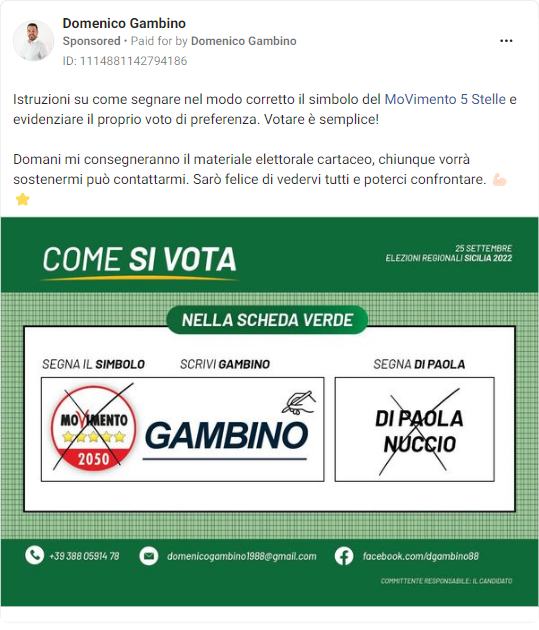 Domenico Gambino
Sponsored • Paid for by Domenico Gambino
ID: 1114881142794186
Istruzioni su come segnare nel modo corretto il simbolo del MoVimento 5 Stelle e
evidenziare il proprio voto di preferenza. Votare è semplice!
Domani mi consegneranno il materiale elettorale cartaceo, chiunque vorrà
sostenermi può contattarmi. Sarò felice di vedervi tutti e poterci confrontare. 💪🏻
⭐
COME SI VOTA
25 SETTEMBRE
ELEZIONI REGIONALI SICILIA 2022
NELLA SCHEDA VERDE
SEGNA IL SIMBOLO
SCRIVI GAMBINO
SEGNA DI PAOLA
MOVIMENTO
2050
GAMBINO
DI PAOLA
NUCCIO
+39 388 05914 78
domenicogambino1988@gmail.com
facebook.com/dgambino88
COMMITTENTE RESPONSABILE: IL CANDIDATO